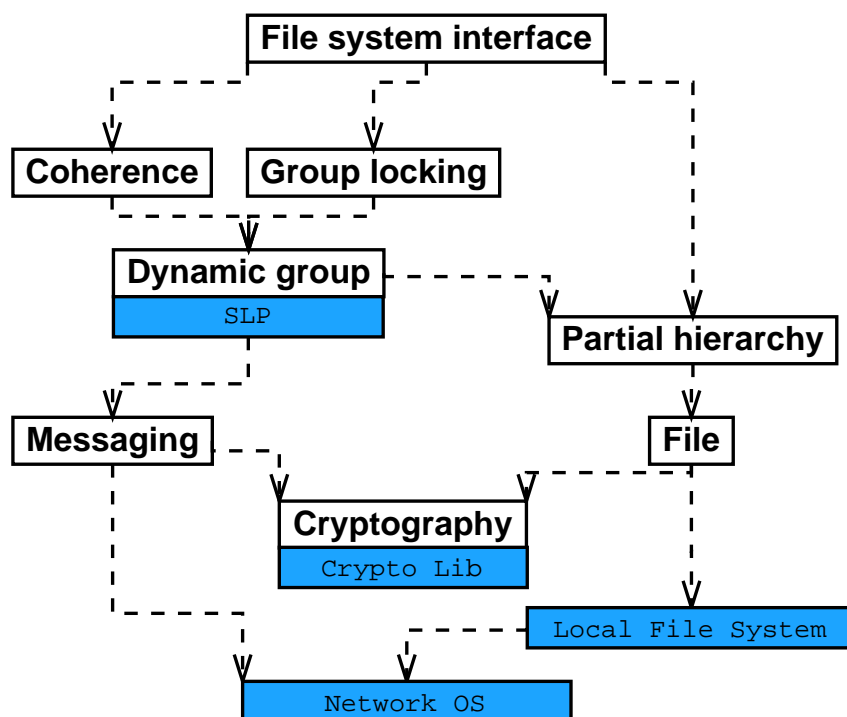 File system interface
Coherence
Group locking
Dynamic group
SLP
Partial hierarchy
Messaging
File
Cryptography
Crypto Lib
Local File System
Network OS